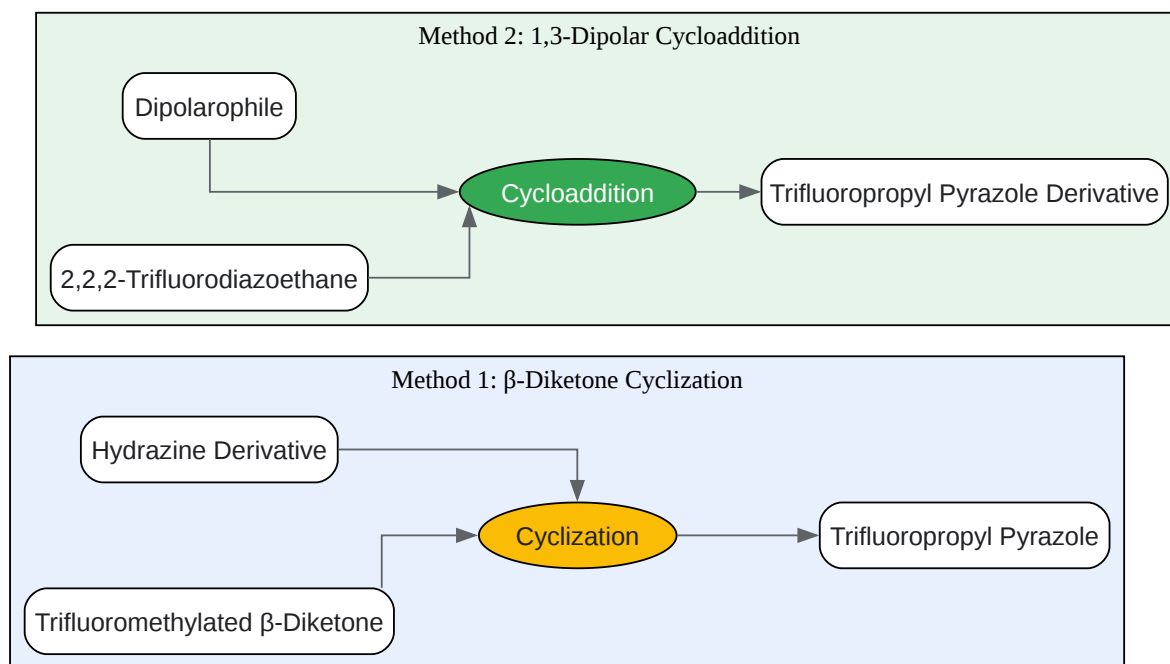 Method 2: 1,3-Dipolar Cycloaddition
Dipolarophile
Cycloaddition
Trifluoropropyl Pyrazole Derivative
2,2,2-Trifluorodiazoethane
Method 1: β-Diketone Cyclization
Hydrazine Derivative
Cyclization
Trifluoropropyl Pyrazole
Trifluoromethylated β-Diketone